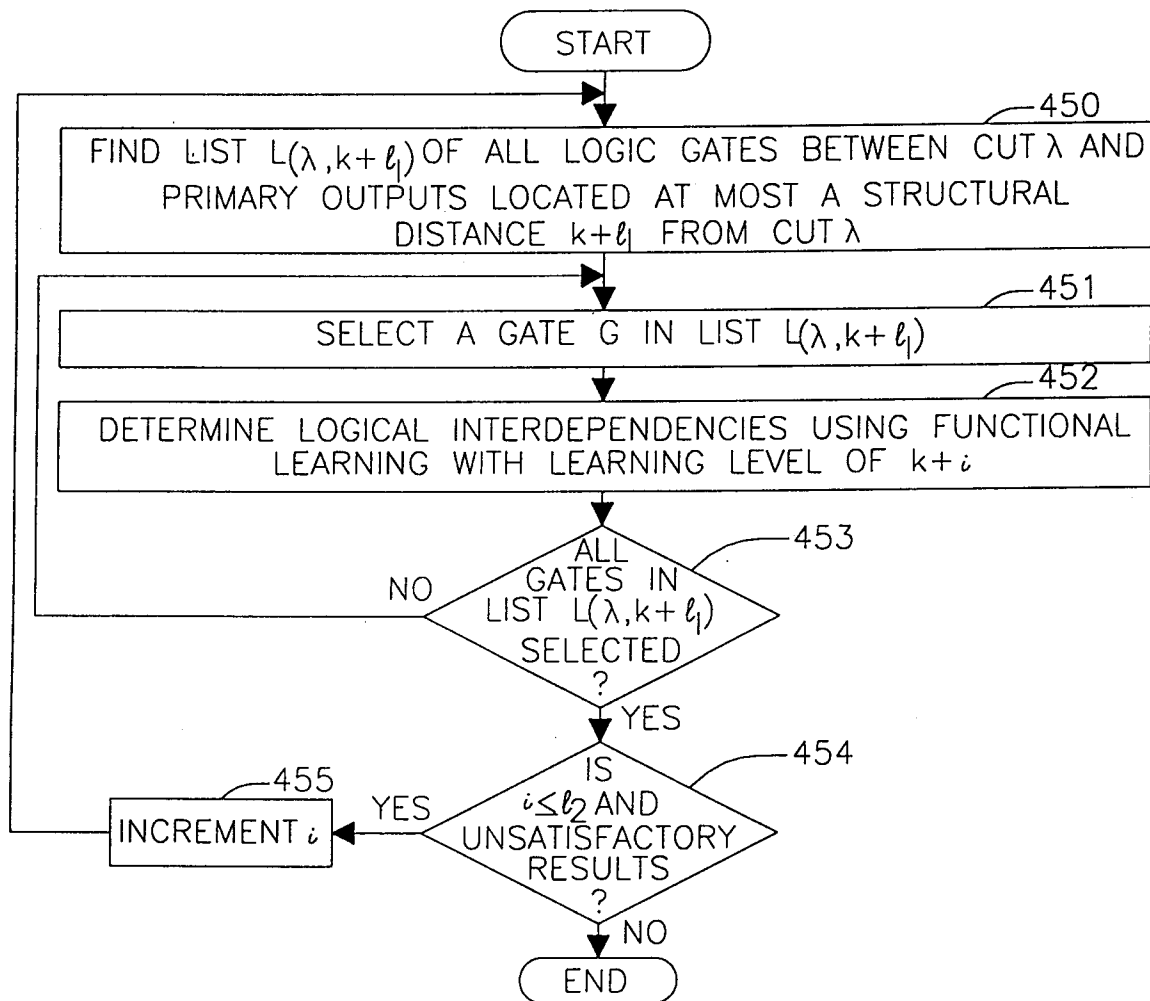 START
450
FIND LIST L(λ,k+ℓ₁) OF ALL LOGIC GATES BETWEEN CUT λ AND
PRIMARY OUTPUTS LOCATED AT MOST A STRUCTURAL
DISTANCE k+ℓ₁ FROM CUT λ
451
SELECT A GATE G IN LIST L(λ,k+ℓ₁)
452
DETERMINE LOGICAL INTERDEPENDENCIES USING FUNCTIONAL
LEARNING WITH LEARNING LEVEL OF k+i
453
ALL
GATES IN
LIST L(λ,k+ℓ₁)
SELECTED
?
NO
YES
454
IS
i≤ℓ₂ AND
UNSATISFACTORY
RESULTS
?
YES
455
INCREMENT i
NO
END